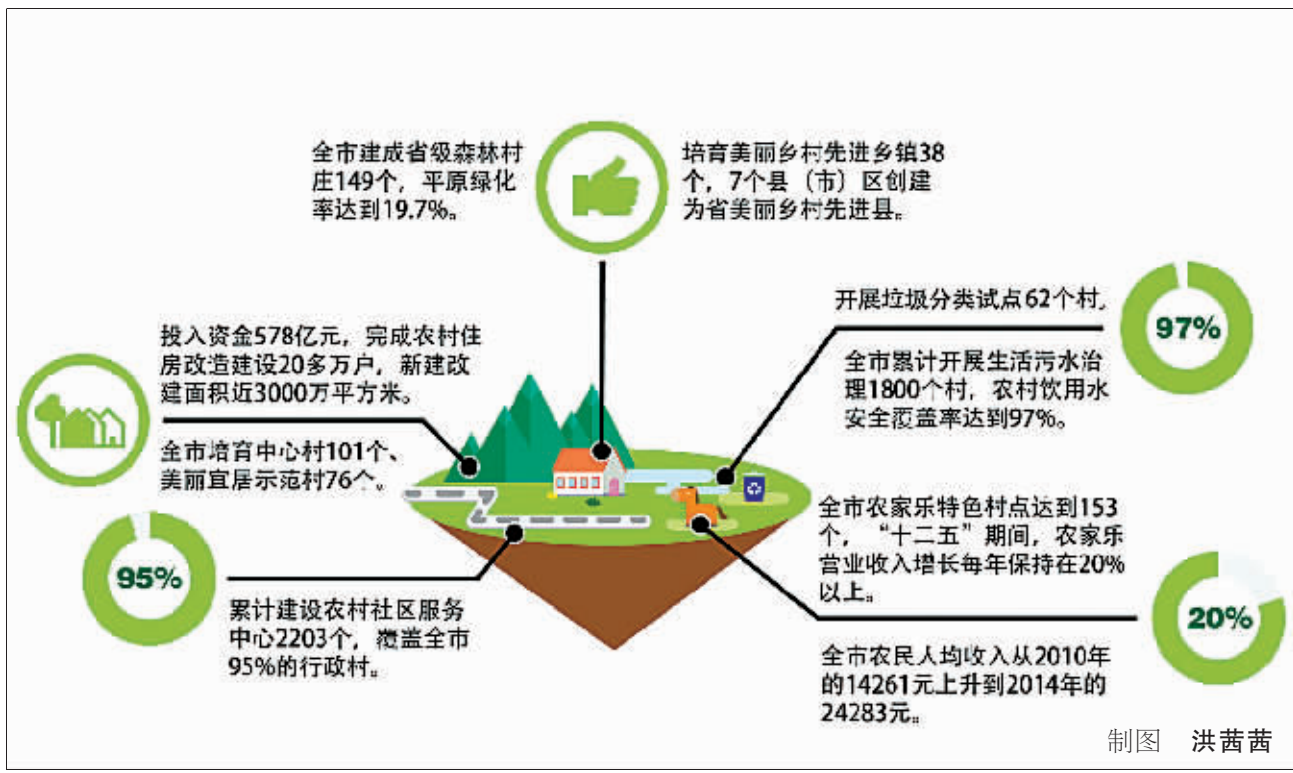 全市建成省级森林村
庄149个，平原绿化
率达到19.7%。
培育美丽乡村先进乡镇38
个，7个县（市）区创建
为省美丽乡村先进县。
投入资金578亿元，完成农村住
房改造建设20多万户，新建改
建面积近3000万平方米。
全市培育中心村101个、
美丽宜居示范村76个。
95%
累计建设农村社区服务
中心2203个，覆盖全市
95%的行政村。
开展垃圾分类试点62个村，
97%
全市累计开展生活污水治
理1800个村，农村饮用水
安全覆盖率达到97%。
全市农家乐特色村点达到153
个，“十二五”期间，农家乐
营业收入增长每年保持在20%
以上。
20%
全市农民人均收入从2010年
的14261元上升到2014年的
24283元。
制图 洪茜茜